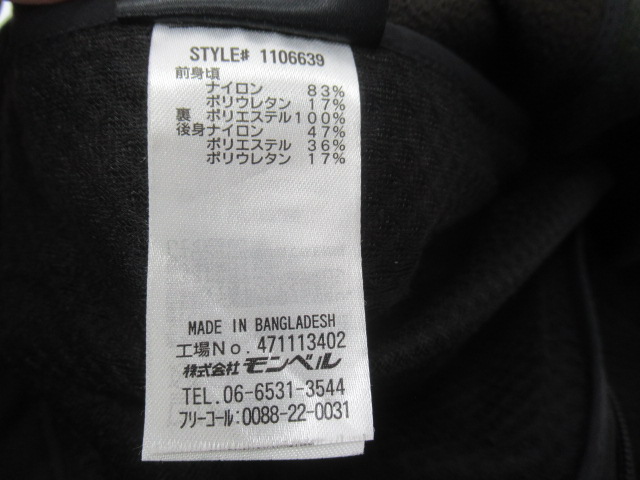 STYLE# 1106639
前身頃
ナイロン 83%
ポリウレタン 17%
裏 ポリエステル100%
後身ナイロン 47%
ポリエステル 36%
ポリウレタン 17%
MADE IN BANGLADESH
工場No. 471113402
株式会社モンベル
TEL. 06-6531-3544
フリーコール:0088-22-0031